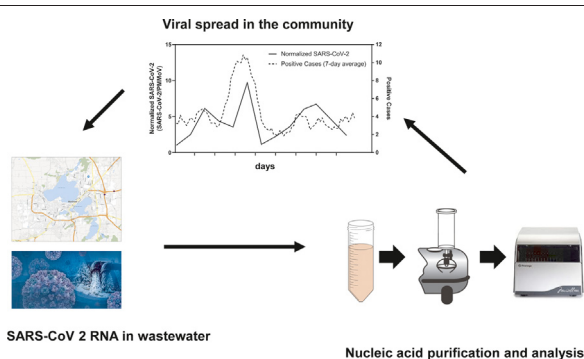 Viral spread in the community
Normalized SARS-CoV-2
Positive Cases (7-day average)
Normalized SARS-CoV-2
(SARS-CoV-2/PMMoV)
15
10
5
0
12
10
8
6
4
2
0
Positive Cases
days
SARS-CoV 2 RNA in wastewater
Nucleic acid purification and analysis